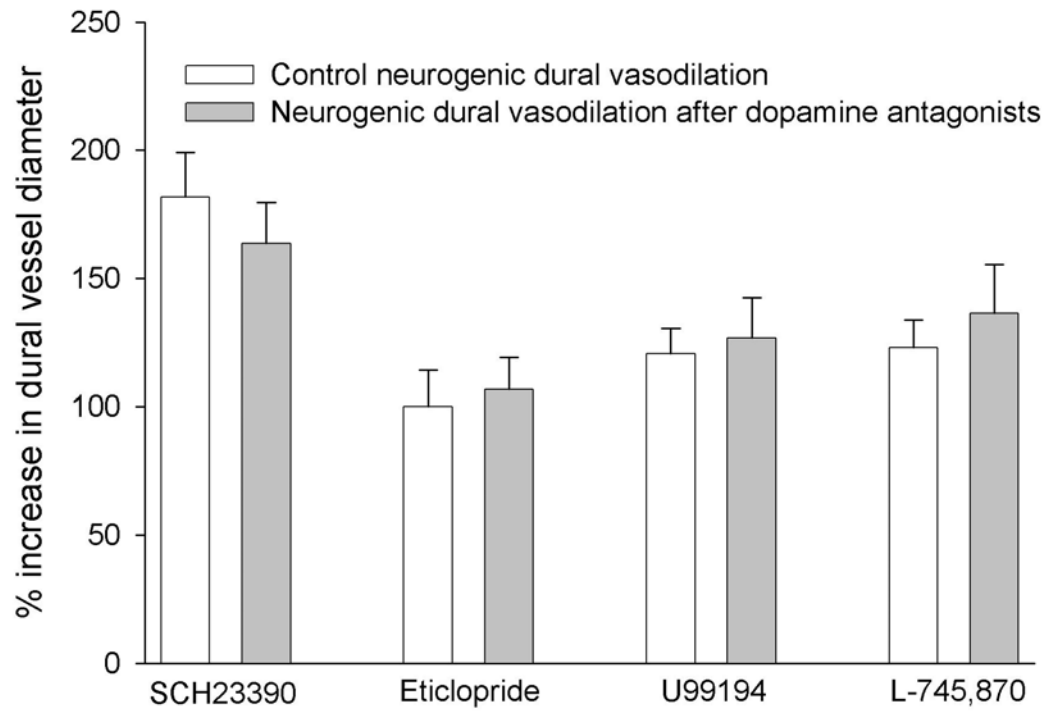 % increase in dural vessel diameter
250
200
150
100
50
0
Control neurogenic dural vasodilation
Neurogenic dural vasodilation after dopamine antagonists
SCH23390 Eticlopride U99194 L-745,870